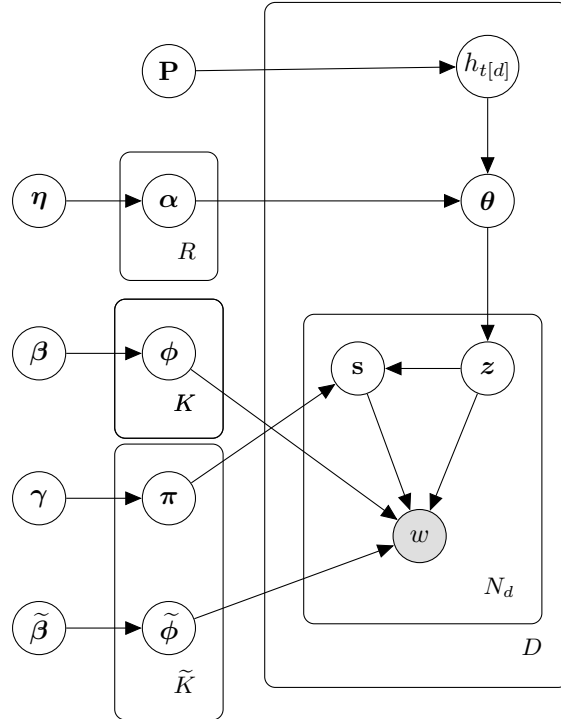 P h_{t[d]}
η α θ
R
β ϕ s z
K
γ π w
N_d
β̃ ϕ̃ D
K̃